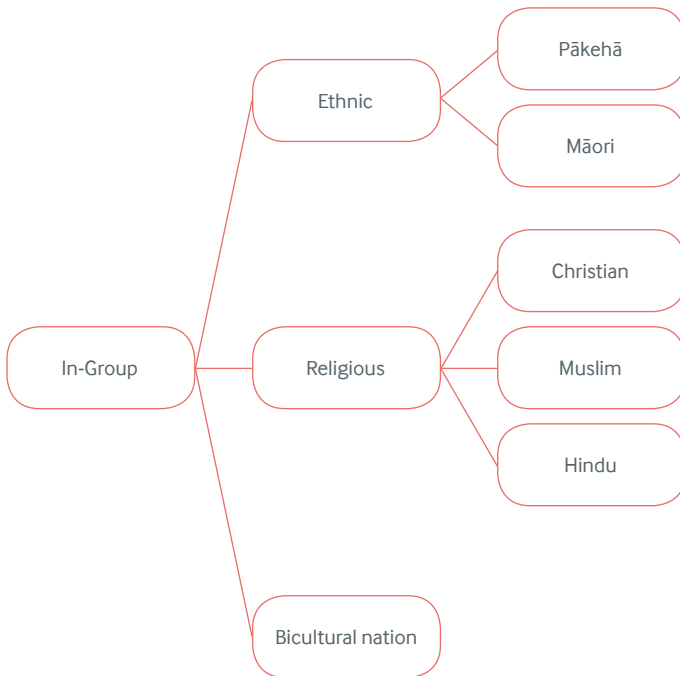 In-Group
Ethnic
Pākehā
Māori
Religious
Christian
Muslim
Hindu
Bicultural nation